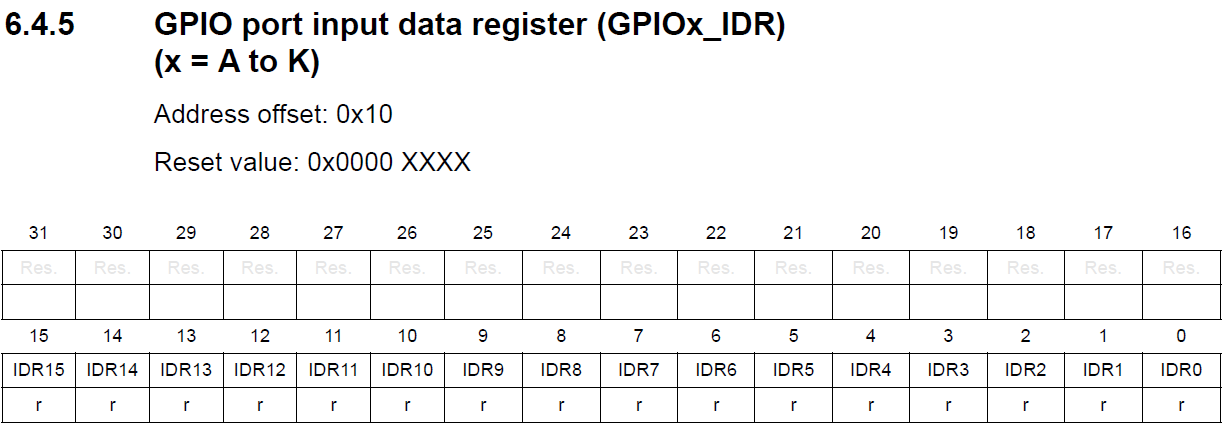 6.4.5 GPIO port input data register (GPIOx_IDR)
(x = A to K)
Address offset: 0x10
Reset value: 0x0000 XXXX
31 30 29 28 27 26 25 24 23 22 21 20 19 18 17 16
Res. Res. Res. Res. Res. Res. Res. Res. Res. Res. Res. Res. Res. Res. Res. Res.
15 14 13 12 11 10 9 8 7 6 5 4 3 2 1 0
IDR15 IDR14 IDR13 IDR12 IDR11 IDR10 IDR9 IDR8 IDR7 IDR6 IDR5 IDR4 IDR3 IDR2 IDR1 IDR0
r r r r r r r r r r r r r r r r